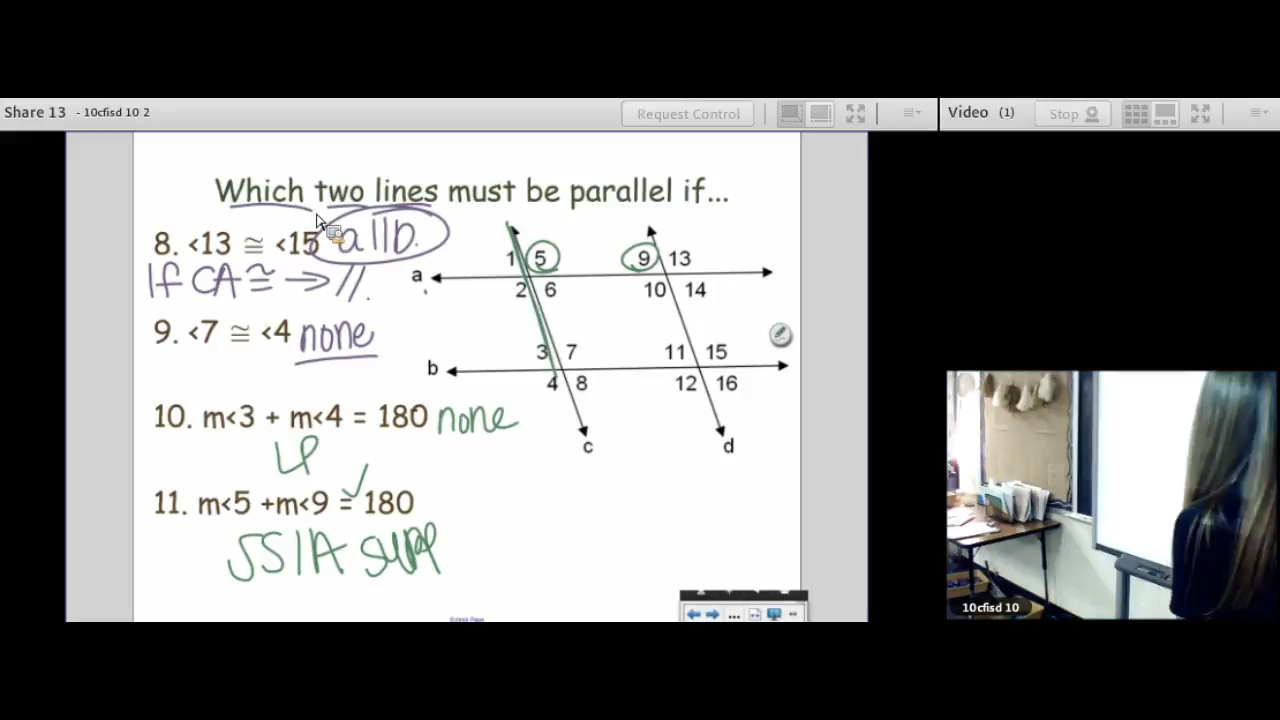 Share 13 - 10cfisd 10 2
Request Control
Video (1)
Stop
Which two lines must be parallel if...
8. <13 ≅ <15 a||b.
If CA ≅ → //.
9. <7 ≅ <4 none
10. m<3 + m<4 = 180 none
LP
11. m<5 +m<9 = 180 ✓
SSIA supp
1 5 9 13
a
2 6 10 14
3 7 11 15
b
4 8 12 16
c d
Extend Page
10cfisd 10